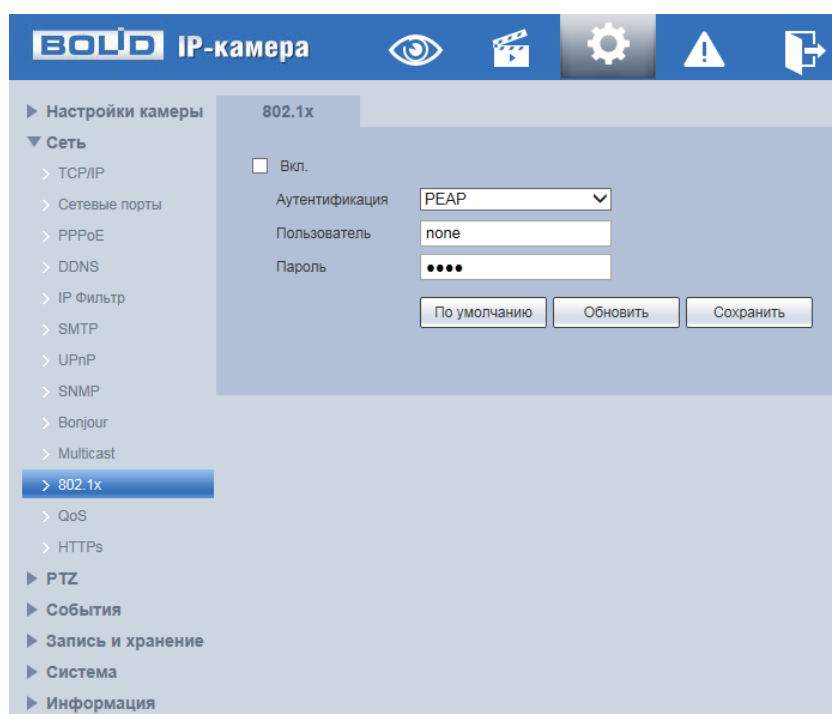 BOLID IP-камера
Настройки камеры
Сеть
TCP/IP
Сетевые порты
PPPoE
DDNS
IP Фильтр
SMTP
UPnP
SNMP
Bonjour
Multicast
802.1x
QoS
HTTPs
PTZ
События
Запись и хранение
Система
Информация
802.1x
Вкл.
Аутентификация PEAP
Пользователь none
Пароль ••••
По умолчанию Обновить Сохранить